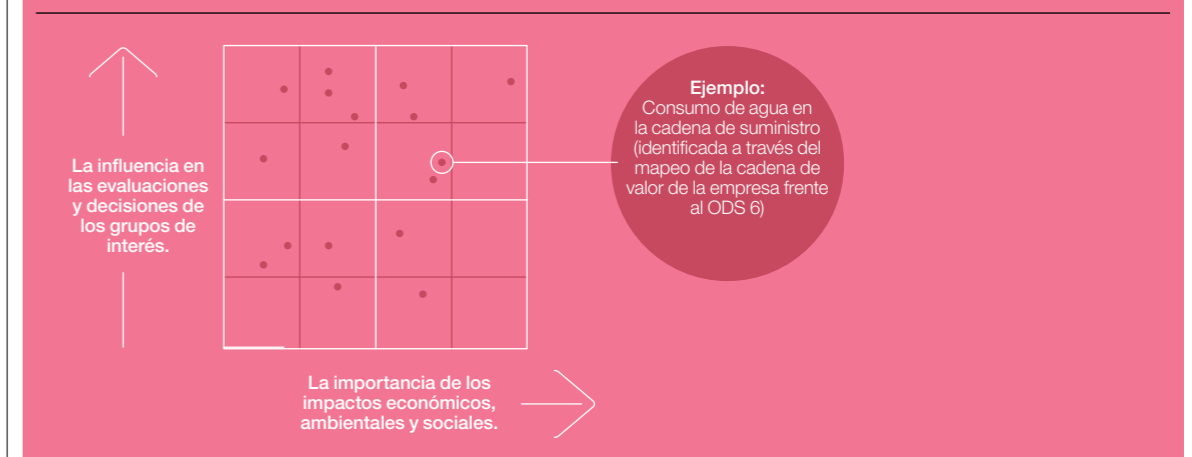 La influencia en
las evaluaciones
y decisiones de
los grupos de
interés.
Ejemplo:
Consumo de agua en
la cadena de suministro
(identificada a través del
mapeo de la cadena de
valor de la empresa frente
al ODS 6)
La importancia de los
impactos económicos,
ambientales y sociales.